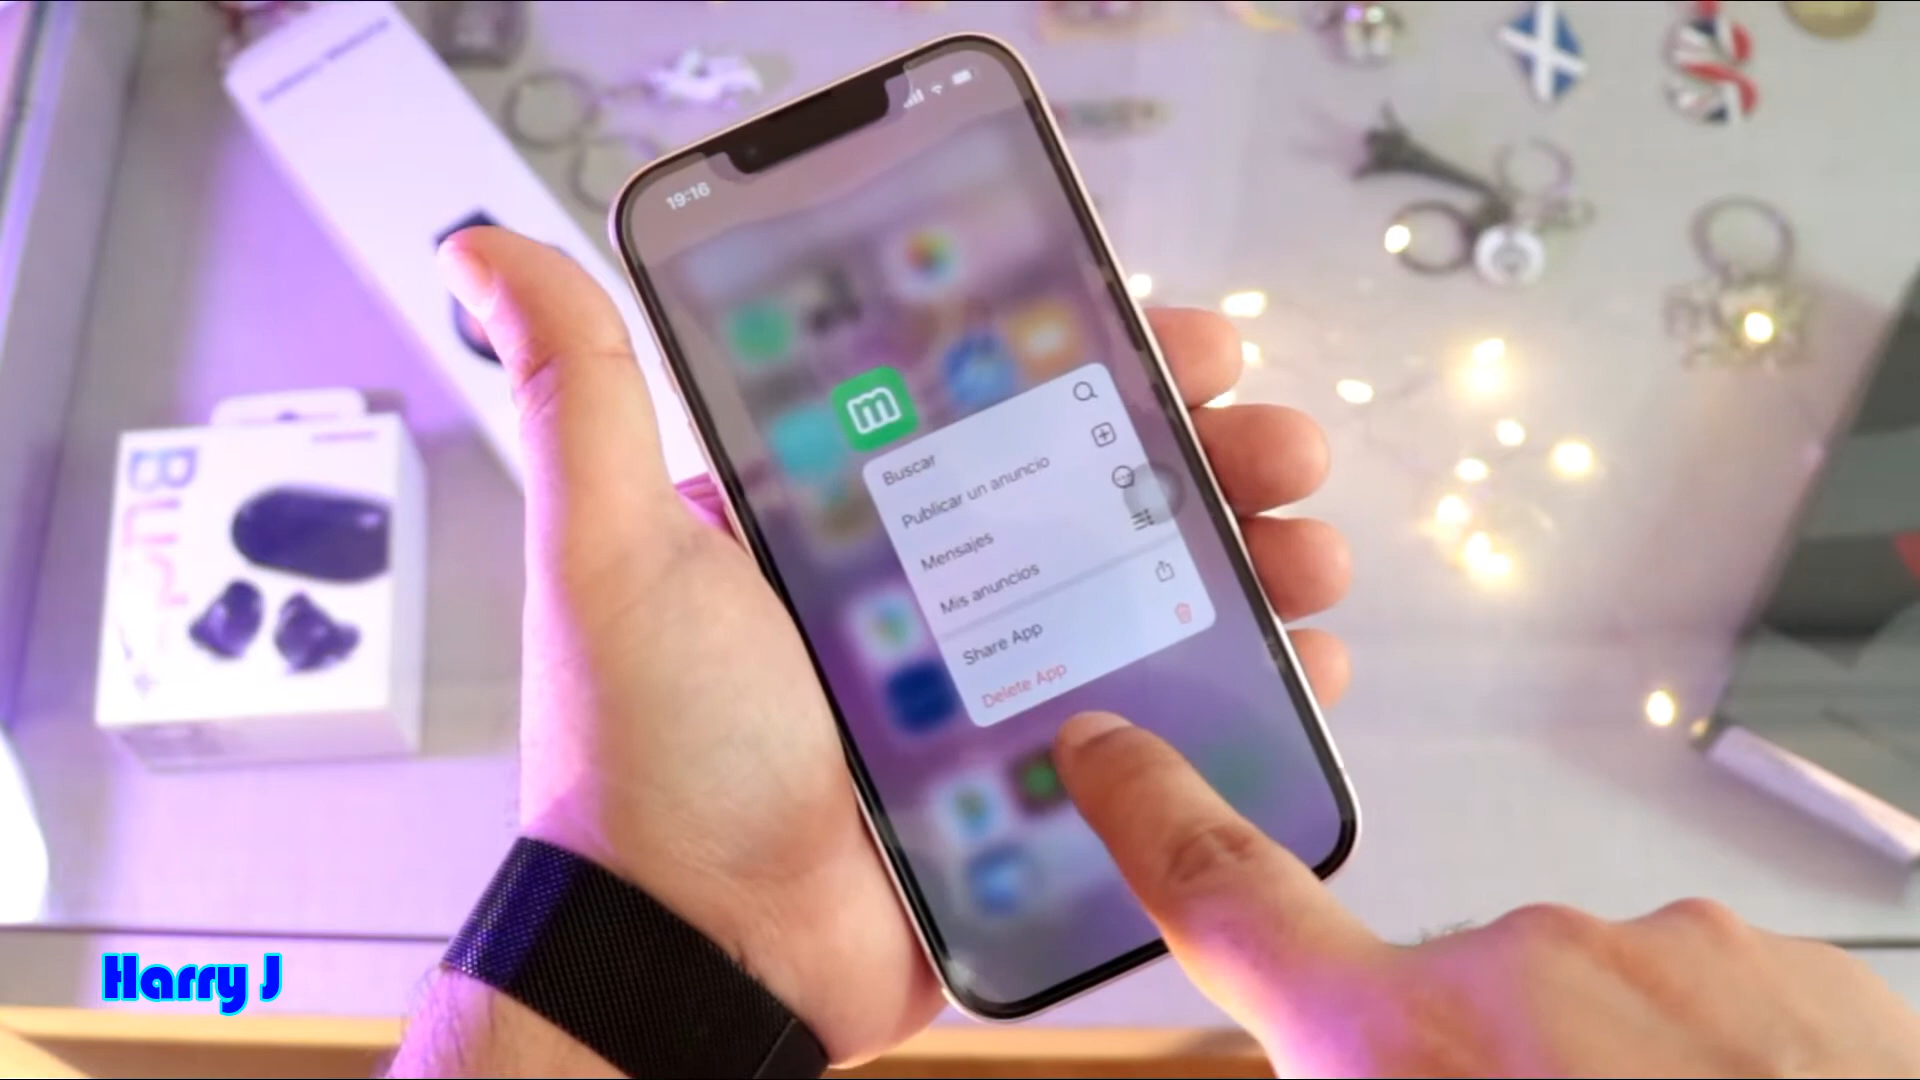 19:16
m
Buscar
Publicar un anuncio
Mensajes
Mis anuncios
Share App
Delete App
Harry J